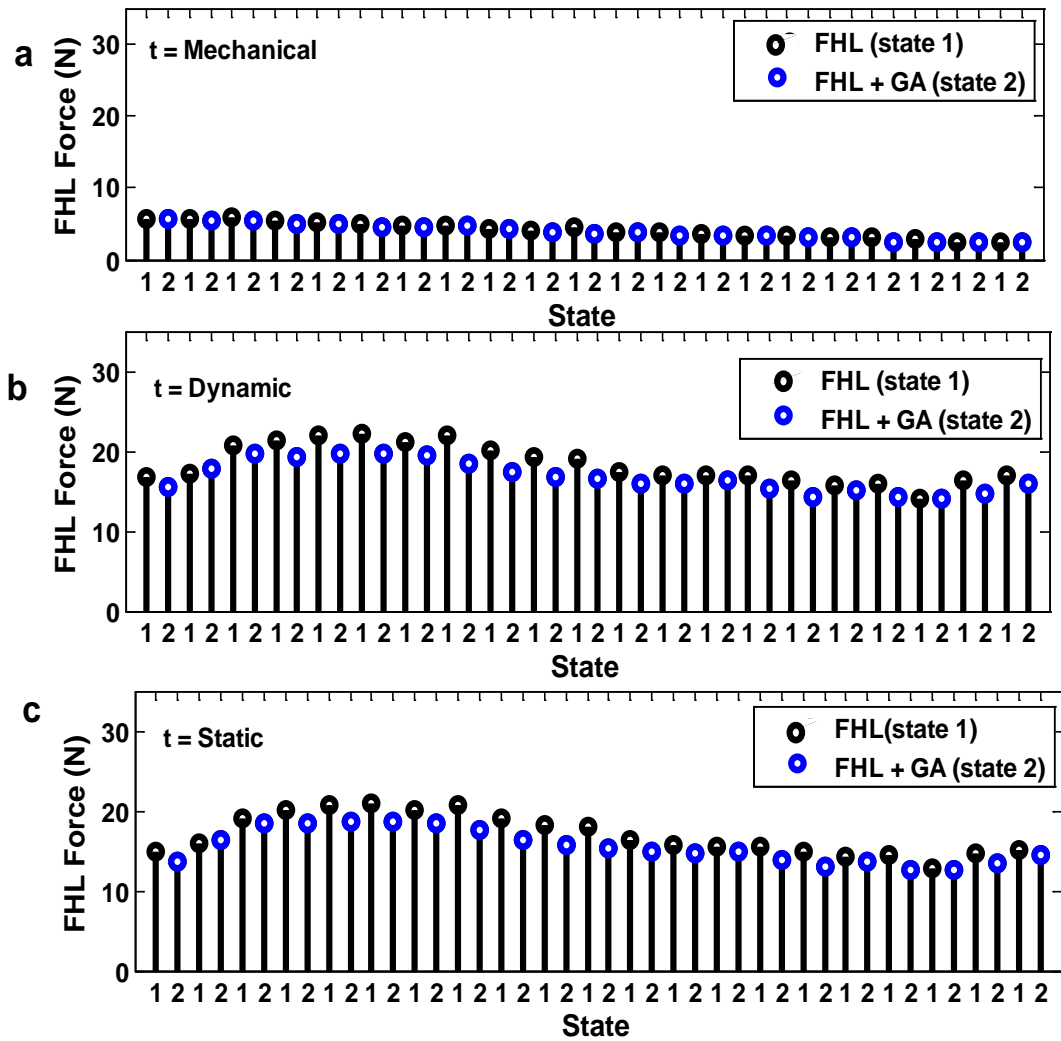 a
FHL Force (N)
t = Mechanical
FHL (state 1)
FHL + GA (state 2)
30
20
10
0
1 2 1 2 1 2 1 2 1 2 1 2 1 2 1 2 1 2 1 2 1 2 1 2 1 2 1 2 1 2 1 2 1 2 1 2 1 2 1 2 1 2
State
b
FHL Force (N)
t = Dynamic
FHL (state 1)
FHL + GA (state 2)
30
20
10
0
1 2 1 2 1 2 1 2 1 2 1 2 1 2 1 2 1 2 1 2 1 2 1 2 1 2 1 2 1 2 1 2 1 2 1 2 1 2 1 2 1 2
State
c
FHL Force (N)
t = Static
FHL(state 1)
FHL + GA (state 2)
30
20
10
0
1 2 1 2 1 2 1 2 1 2 1 2 1 2 1 2 1 2 1 2 1 2 1 2 1 2 1 2 1 2 1 2 1 2 1 2 1 2 1 2 1 2
State